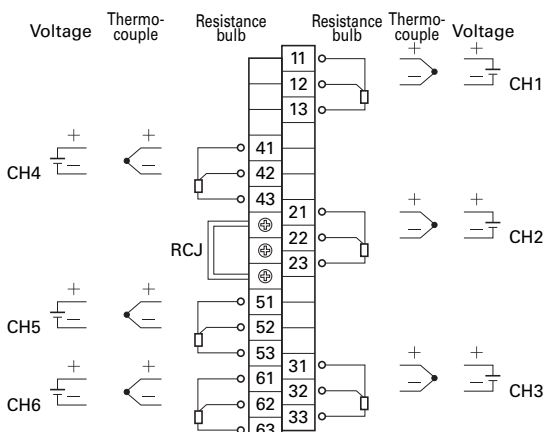 Voltage Thermo-couple Resistance bulb Resistance bulb Thermo-couple Voltage
11
12
13
+ − + − CH1
CH4 + − + −
41
42
43
21
22
23
+ − + − CH2
RCJ
CH5 + − + −
51
52
53
31
32
33
+ − + − CH3
CH6 + − + −
61
62
63